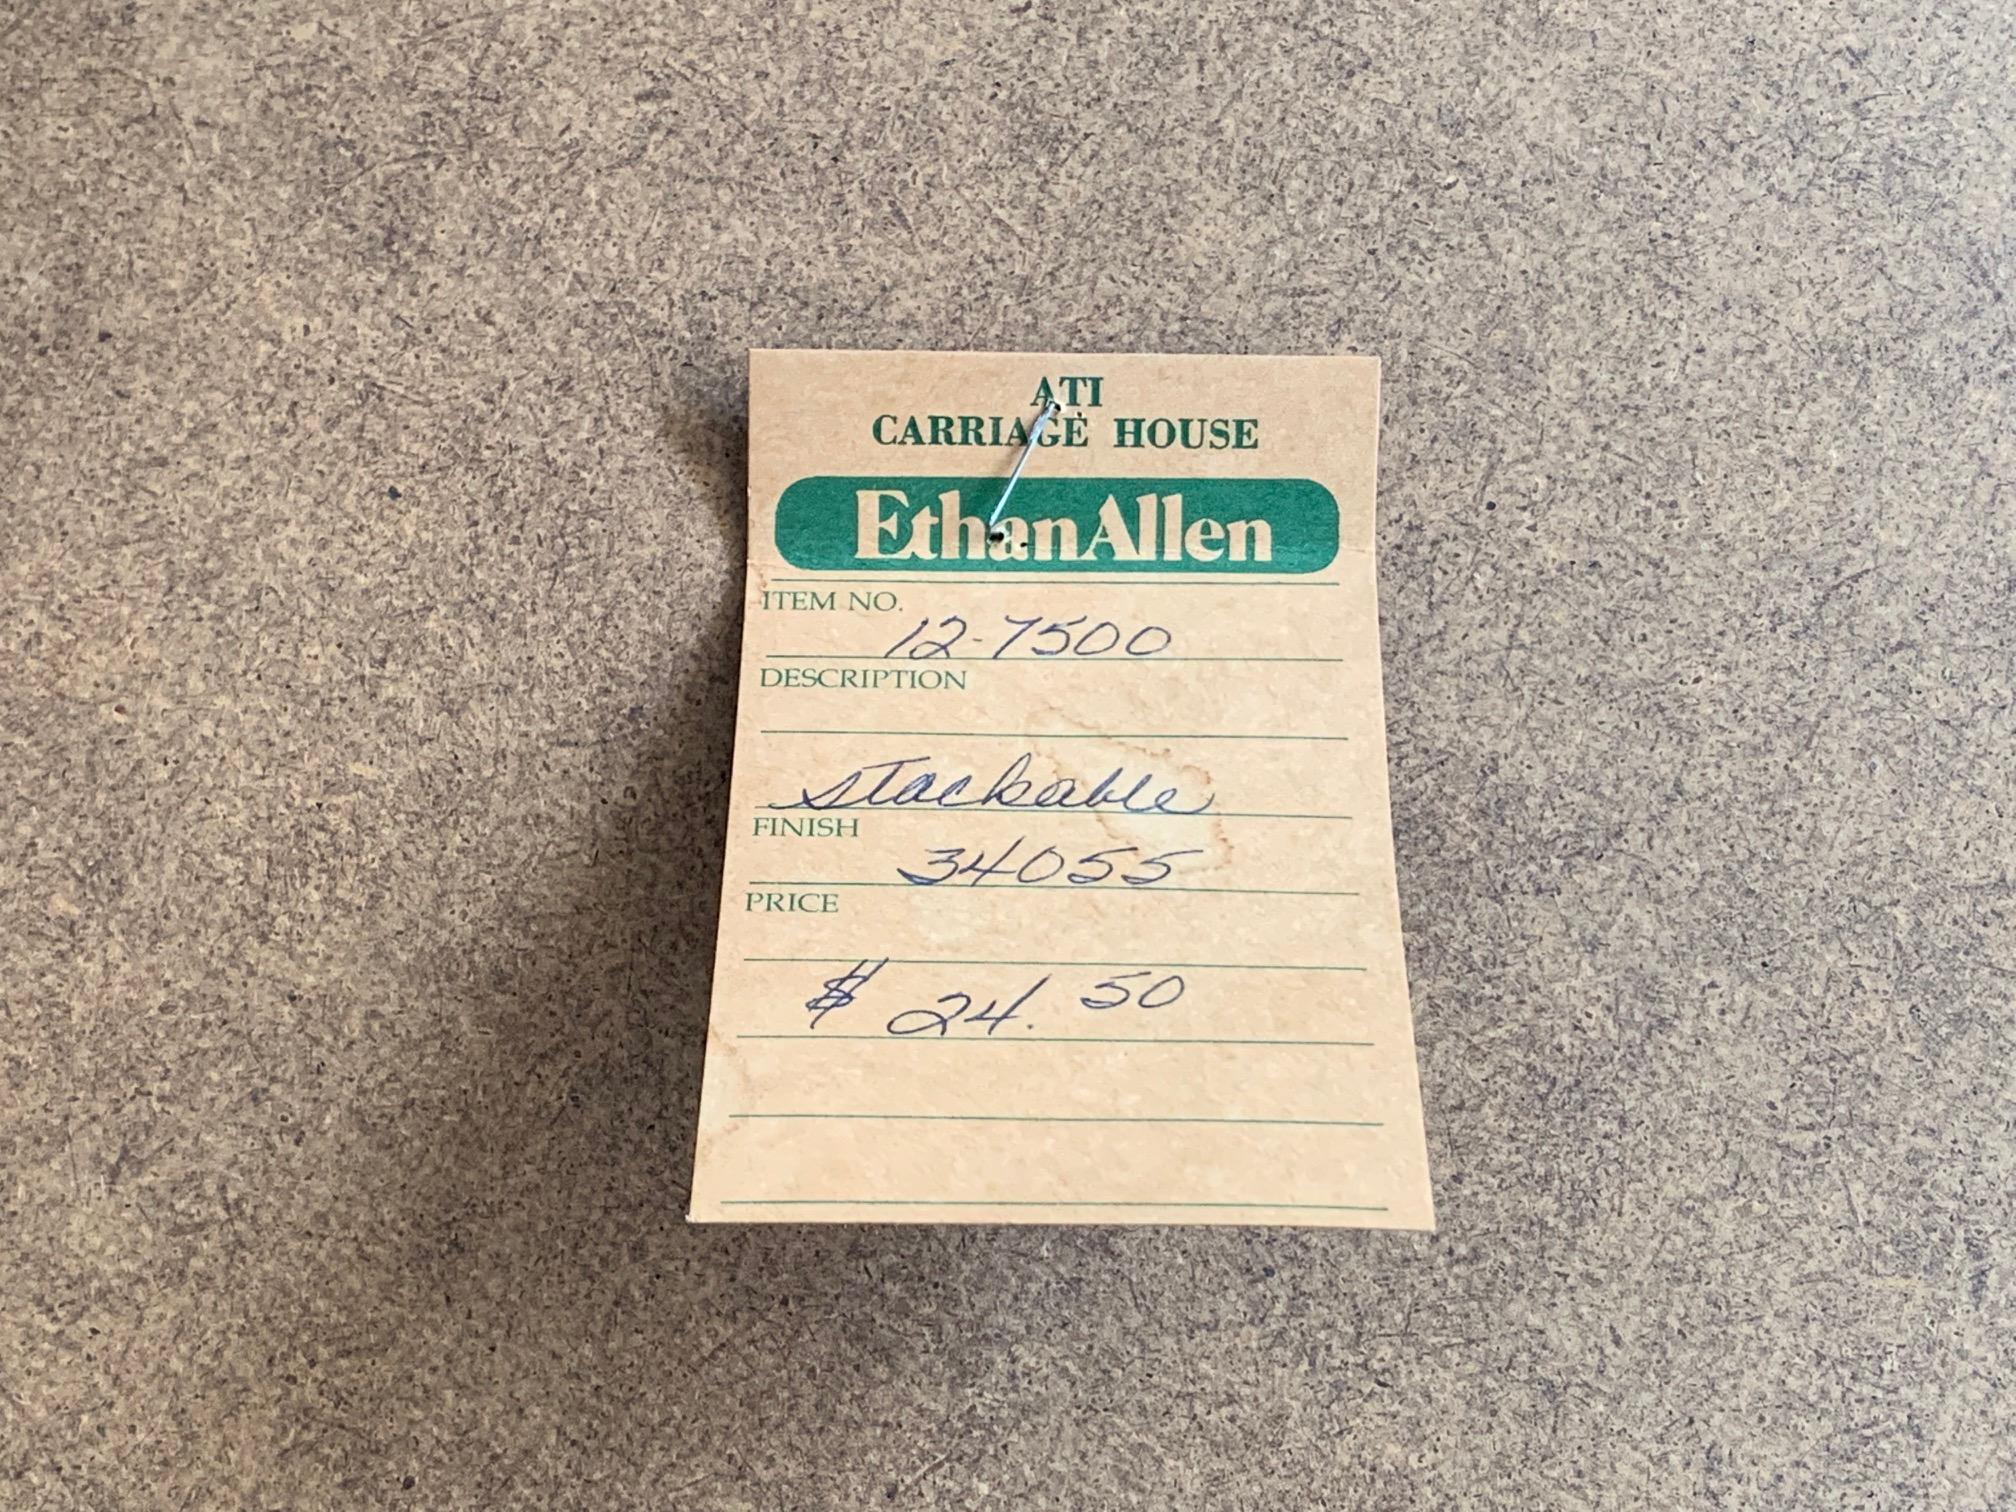 ATI
CARRIAGE HOUSE
EthanAllen
ITEM NO.
12-7500
DESCRIPTION
stackable
FINISH
34055
PRICE
$ 24.50